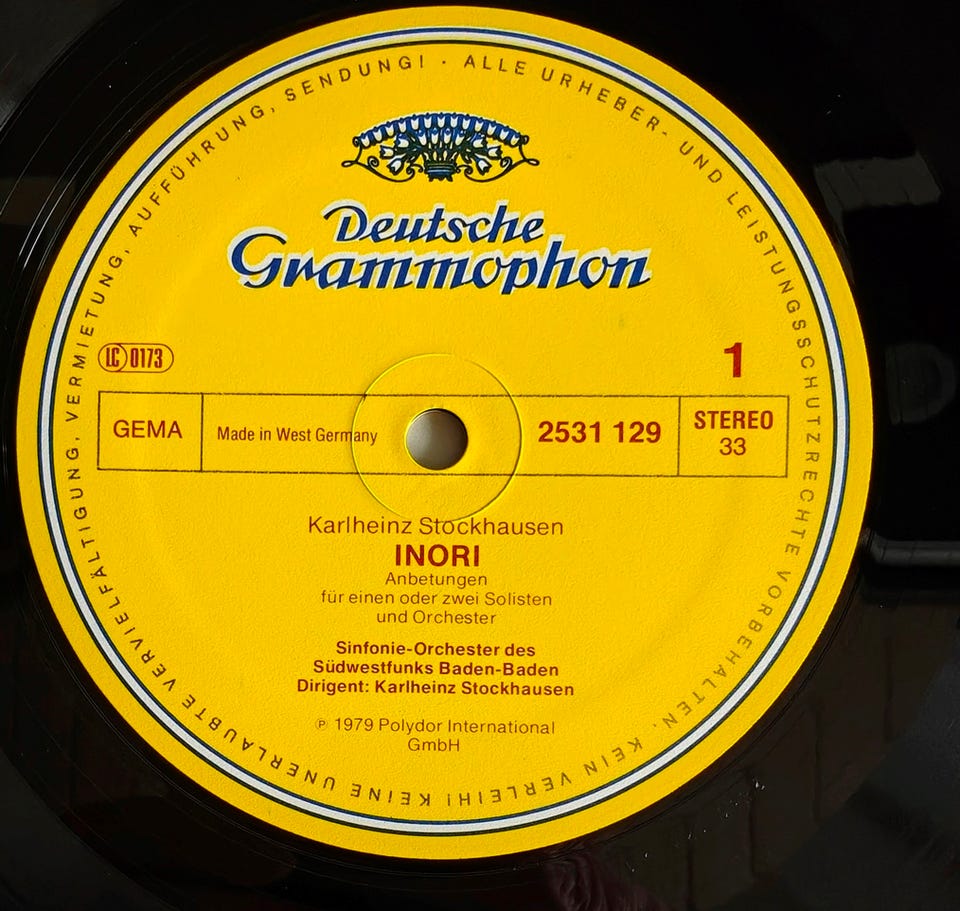 ALLE URHEBER- UND LEISTUNGSSCHUTZRECHTE VORBEHALTEN. KEIN VERLEIH! KEINE UNERLAUBTE VERVIELFÄLTIGUNG, VERMIETUNG, AUFFÜHRUNG, SENDUNG! ·
Deutsche
Grammophon
LC 0173
1
GEMA
Made in West Germany
2531 129
STEREO
33
Karlheinz Stockhausen
INORI
Anbetungen
für einen oder zwei Solisten
und Orchester
Sinfonie-Orchester des
Südwestfunks Baden-Baden
Dirigent: Karlheinz Stockhausen
℗ 1979 Polydor International
GmbH